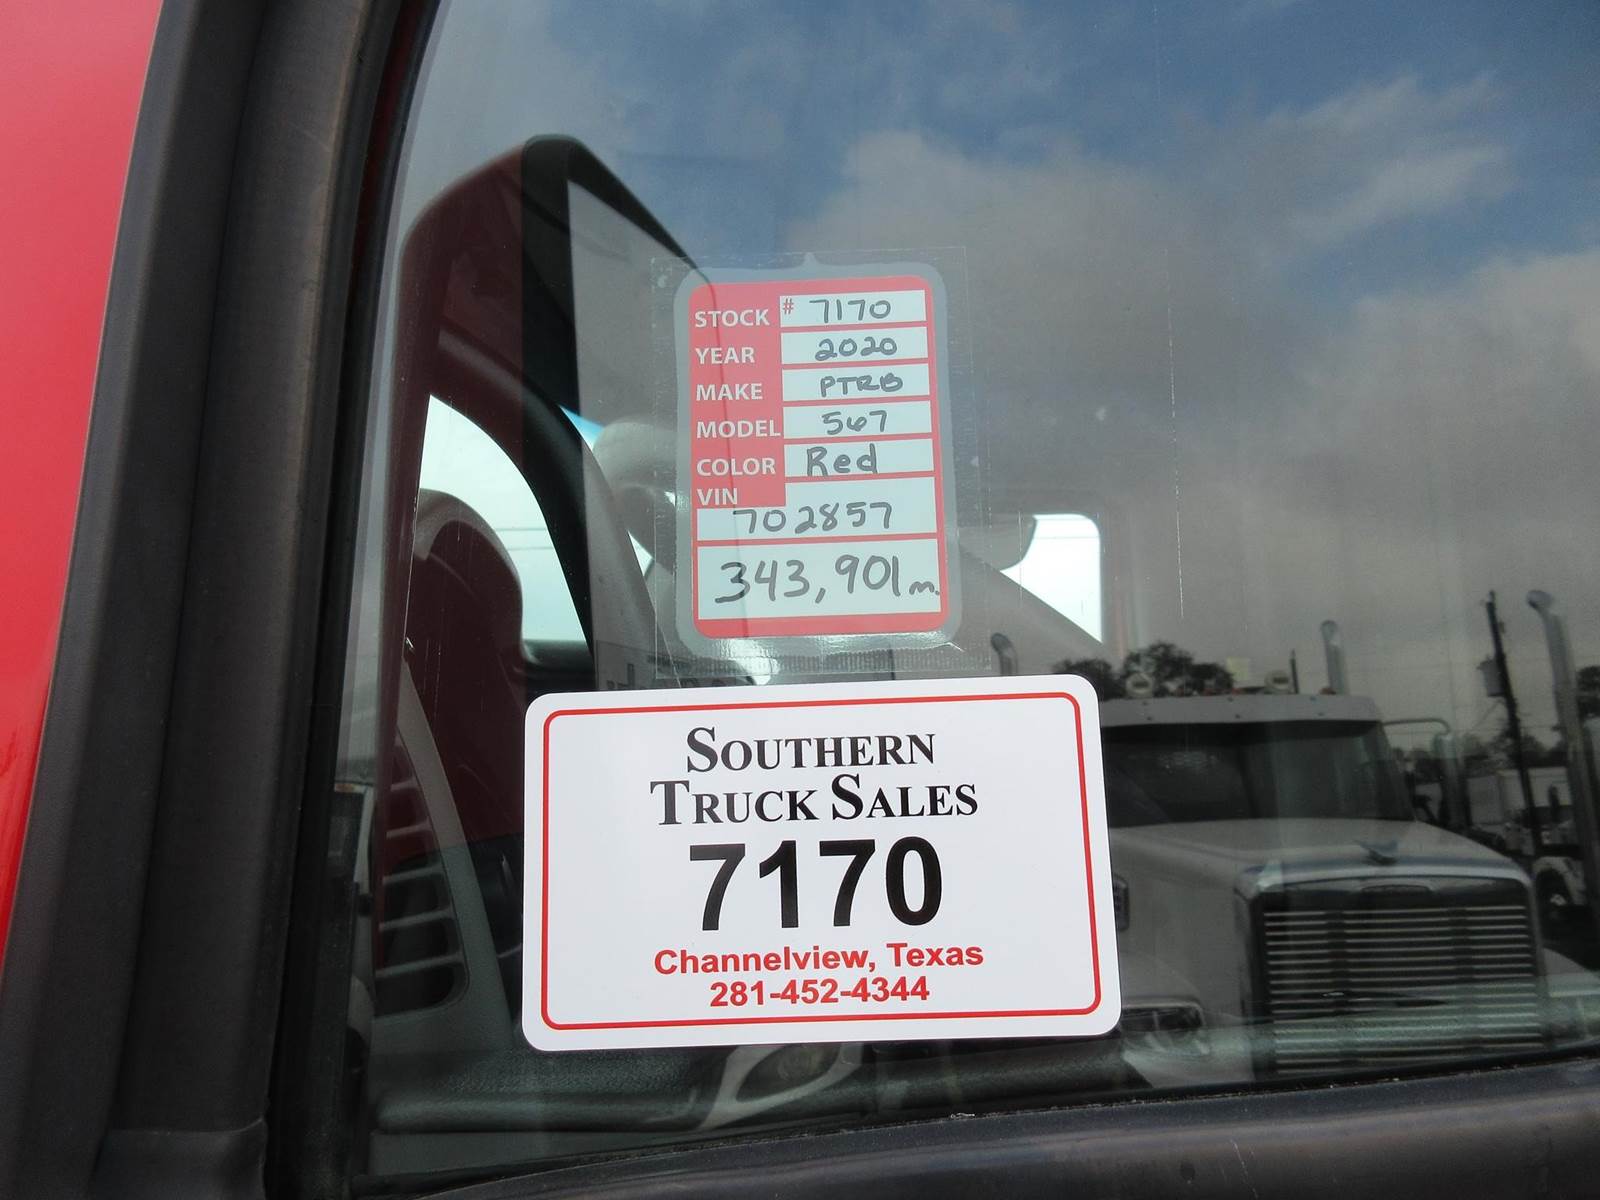 STOCK # 7170
YEAR 2020
MAKE PTRB
MODEL 567
COLOR Red
VIN
702857
343,901 m.
SOUTHERN
TRUCK SALES
7170
Channelview, Texas
281-452-4344